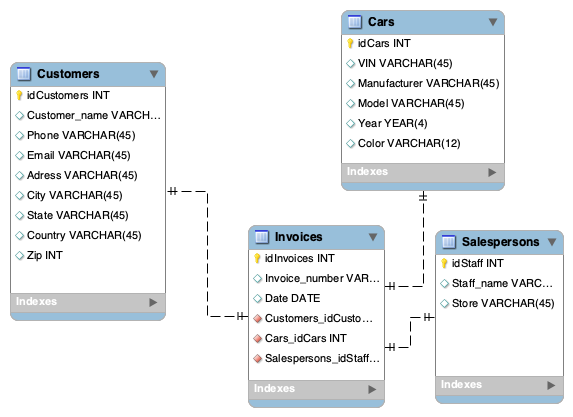 Customers
idCustomers INT
Customer_name VARCH...
Phone VARCHAR(45)
Email VARCHAR(45)
Adress VARCHAR(45)
City VARCHAR(45)
State VARCHAR(45)
Country VARCHAR(45)
Zip INT
Indexes
Cars
idCars INT
VIN VARCHAR(45)
Manufacturer VARCHAR(45)
Model VARCHAR(45)
Year YEAR(4)
Color VARCHAR(12)
Indexes
Invoices
idInvoices INT
Invoice_number VAR...
Date DATE
Customers_idCusto...
Cars_idCars INT
Salespersons_idStaff...
Indexes
Salespersons
idStaff INT
Staff_name VARC...
Store VARCHAR(45)
Indexes